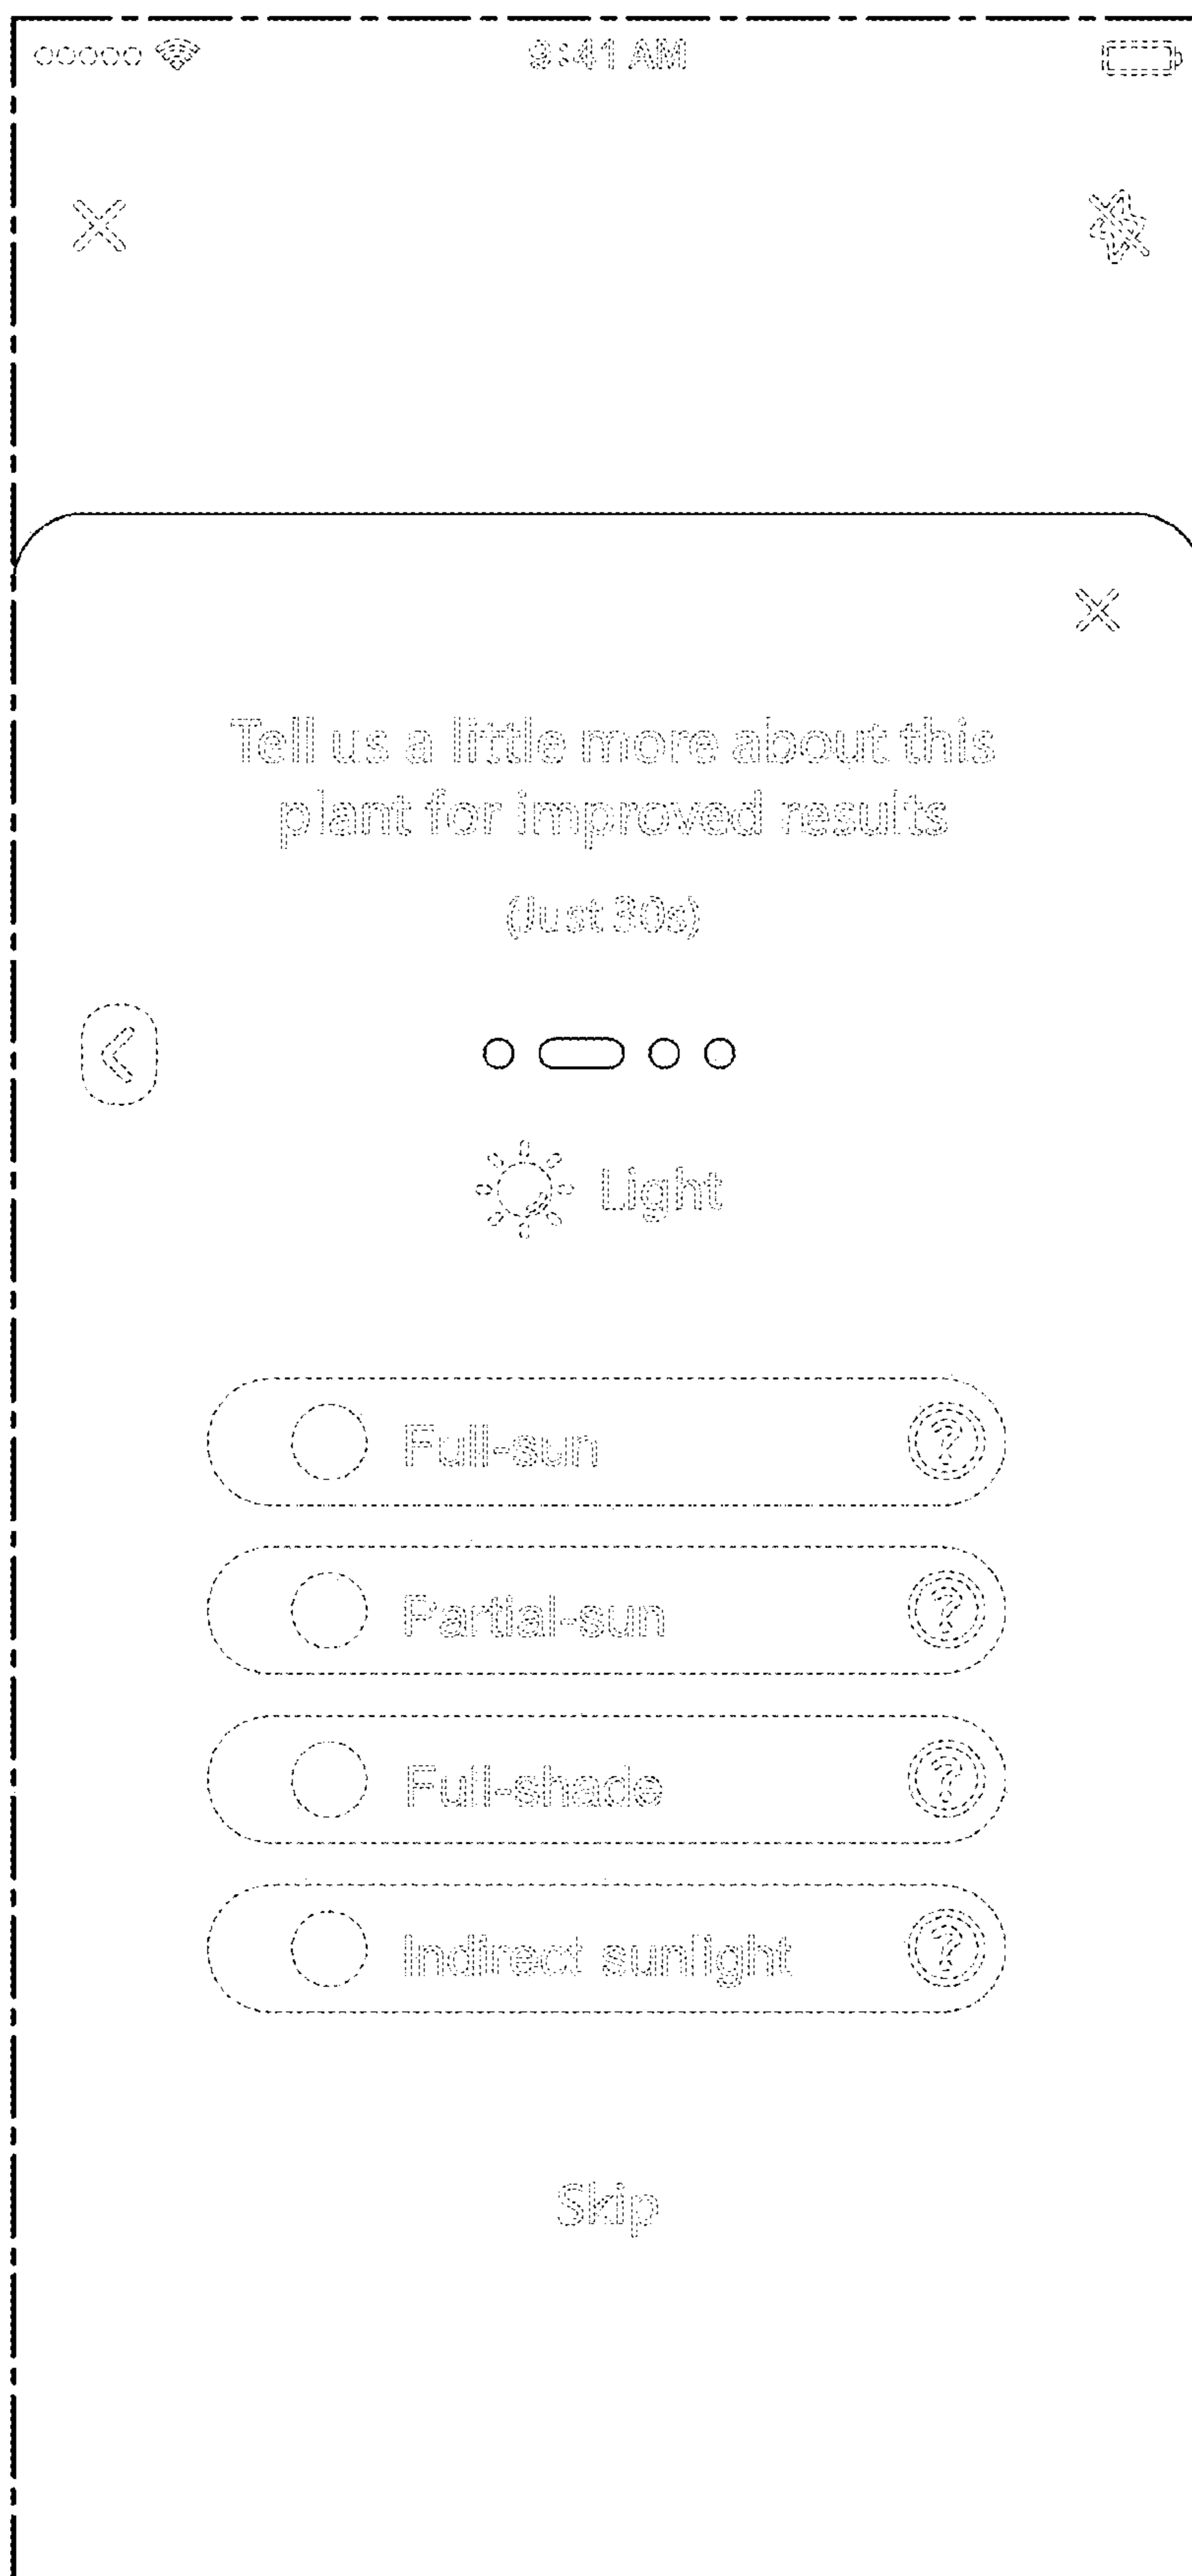 9:41 AM
Tell us a little more about this
plant for improved results
(Just 30s)
Light
Full-sun
?
Partial-sun
?
Full-shade
?
Indirect sunlight
?
Skip